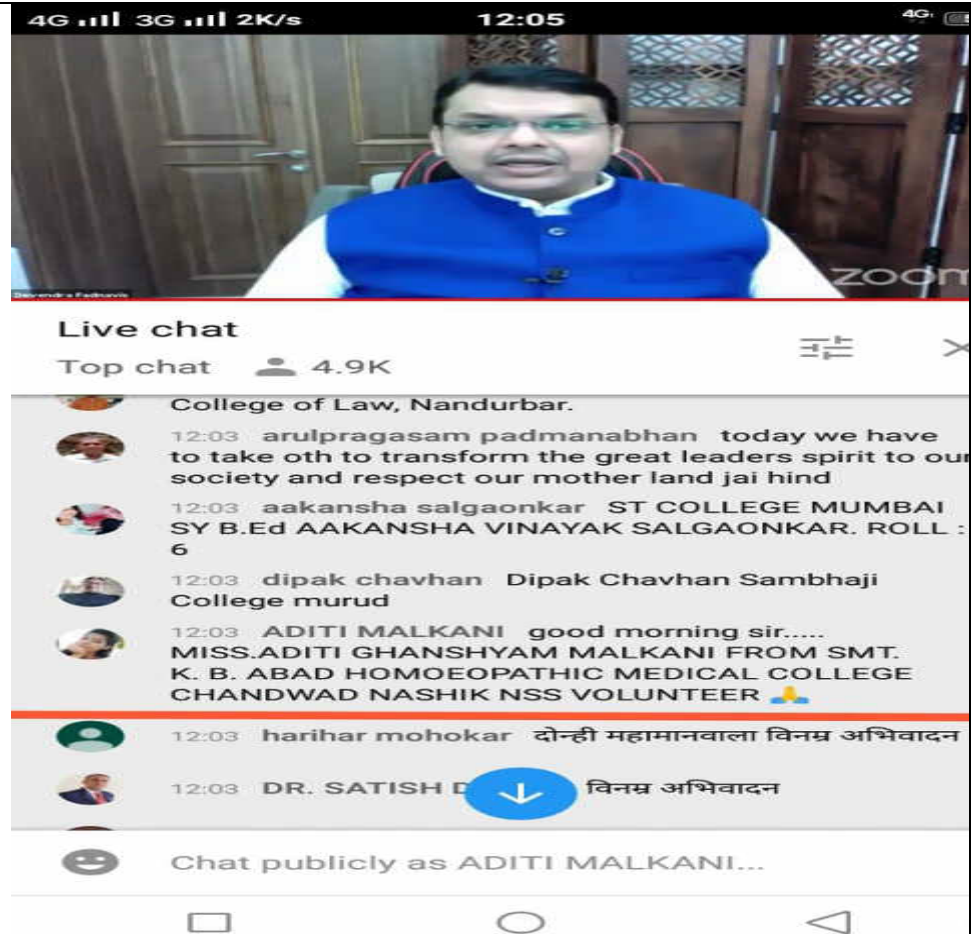 4G 3G 2K/s 12:05 4G
zoom
Devendra Fadnavis
Live chat
Top chat 4.9K
College of Law, Nandurbar.
12:03 arulpragasam padmanabhan today we have
to take oth to transform the great leaders spirit to our
society and respect our mother land jai hind
12:03 aakansha salgaonkar ST COLLEGE MUMBAI
SY B.Ed AAKANSHA VINAYAK SALGAONKAR. ROLL :
6
12:03 dipak chavhan Dipak Chavhan Sambhaji
College murud
12:03 ADITI MALKANI good morning sir.....
MISS.ADITI GHANSHYAM MALKANI FROM SMT.
K. B. ABAD HOMOEOPATHIC MEDICAL COLLEGE
CHANDWAD NASHIK NSS VOLUNTEER 🙏
12:03 harihar mohokar दोन्ही महामानवाला विनम्र अभिवादन
12:03 DR. SATISH विनम्र अभिवादन
Chat publicly as ADITI MALKANI...